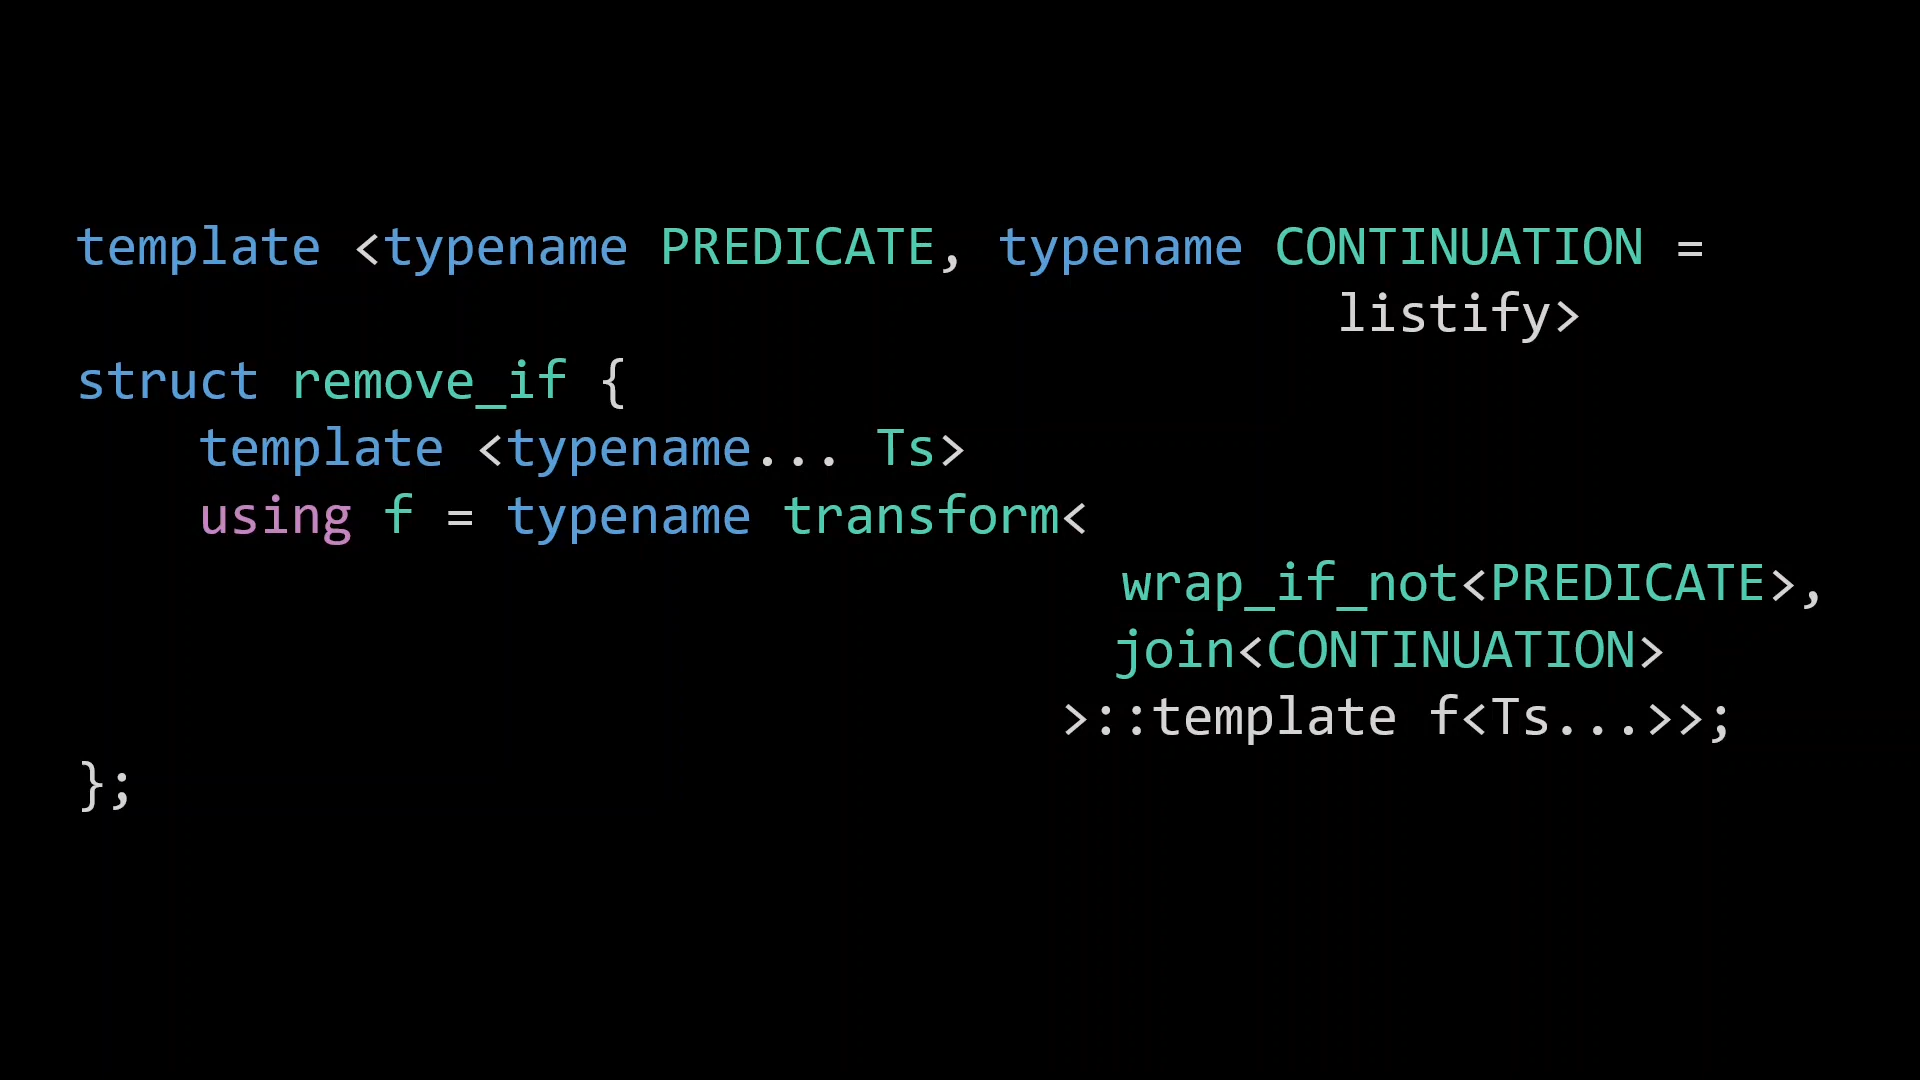 template <typename PREDICATE, typename CONTINUATION =
listify>
struct remove_if {
template <typename... Ts>
using f = typename transform<
wrap_if_not<PREDICATE>,
join<CONTINUATION>
>::template f<Ts...>>;
};